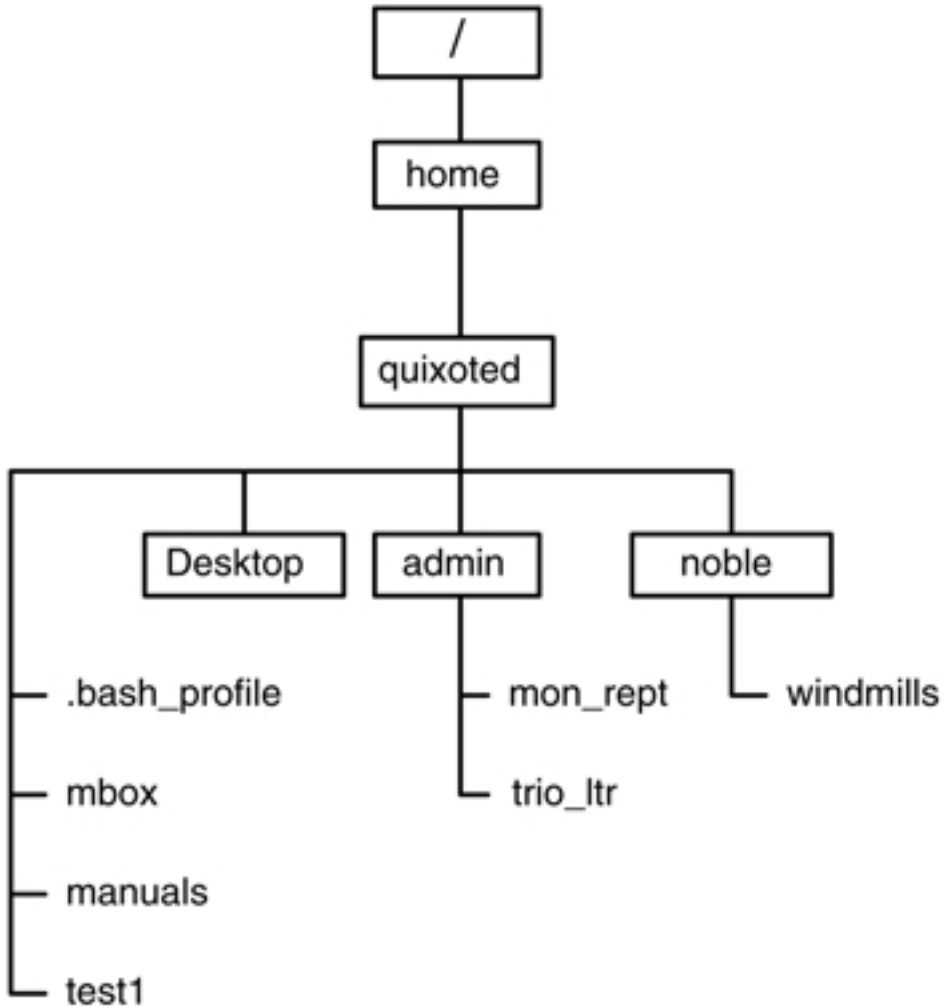 /
home
quixoted
Desktop
admin
noble
.bash_profile
mon_rept
windmills
mbox
trio_ltr
manuals
test1